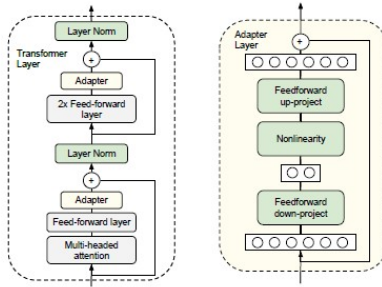 Layer Norm
Transformer
Layer
+
Adapter
2x Feed-forward
layer
Layer Norm
+
Adapter
Feed-forward layer
Multi-headed
attention
Adapter
Layer
+
Feedforward
up-project
Nonlinearity
Feedforward
down-project